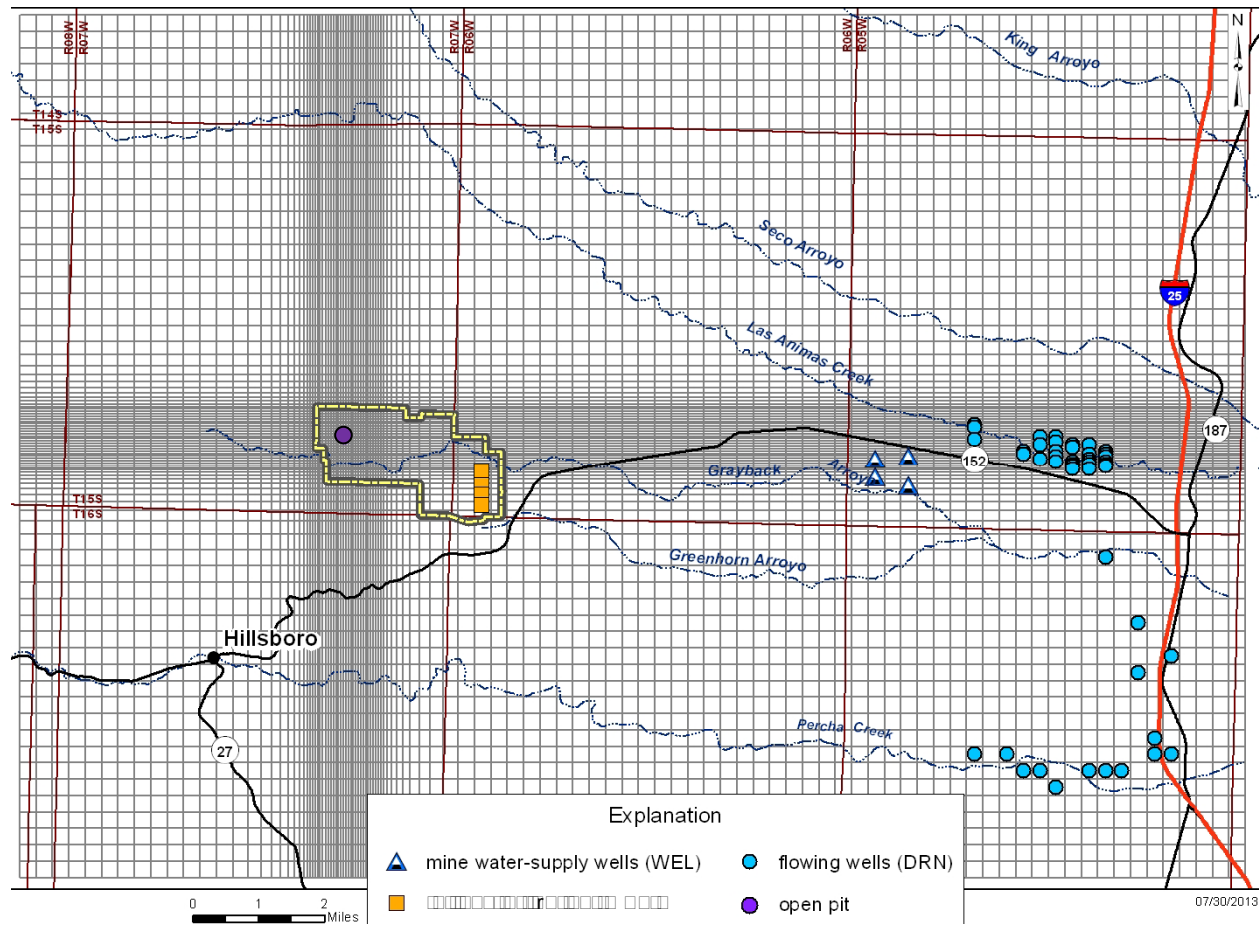 N
R08W
R07W
R07W
R06W
R06W
R05W
King Arroyo
T14S
T15S
Seco Arroyo
25
Las Animas Creek
187
152
Grayback Arroyo
T15S
T16S
Greenhorn Arroyo
Hillsboro
Percha Creek
27
Explanation
mine water-supply wells (WEL)
flowing wells (DRN)
open pit
0 1 2
Miles
07/30/2013